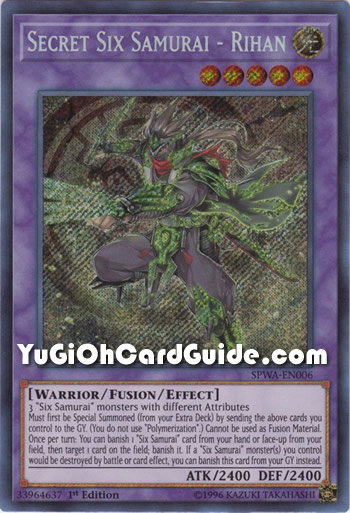 SECRET SIX SAMURAI - RIHAN
YuGiOhCardGuide.com
SPWA-EN006
[WARRIOR/FUSION/EFFECT]
3 "Six Samurai" monsters with different Attributes
Must first be Special Summoned (from your Extra Deck) by sending the above cards you
control to the GY. (You do not use "Polymerization".) Cannot be used as Fusion Material.
Once per turn: You can banish 1 "Six Samurai" card from your hand or face-up from your
field, then target 1 card on the field; banish it. If a "Six Samurai" monster(s) you control
would be destroyed by battle or card effect, you can banish this card from your GY instead.
ATK/2400 DEF/2400
33964637 1st Edition ©1996 KAZUKI TAKAHASHI